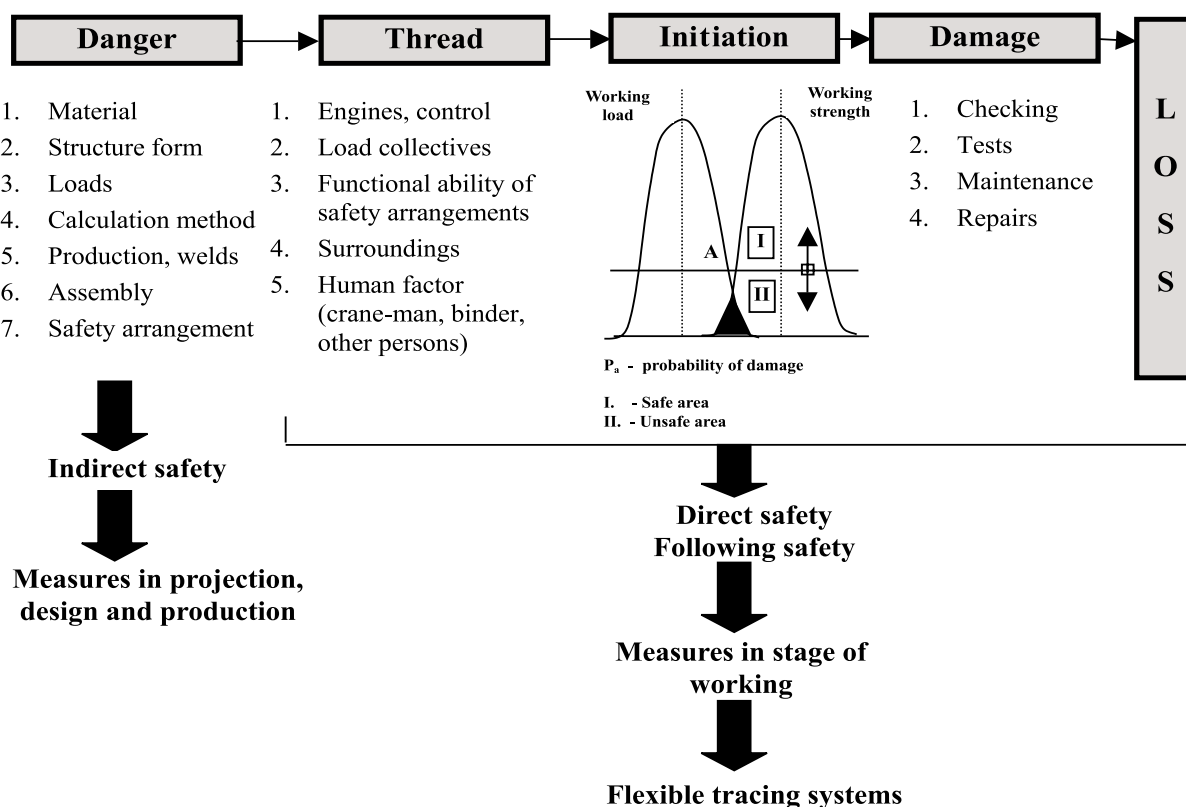 Danger
Thread
Initiation
Damage
LOSS
1. Material
2. Structure form
3. Loads
4. Calculation method
5. Production, welds
6. Assembly
7. Safety arrangement
1. Engines, control
2. Load collectives
3. Functional ability of
safety arrangements
4. Surroundings
5. Human factor
(crane-man, binder,
other persons)
Working
load
Working
strength
A
I
II
Pa - probability of damage
I. - Safe area
II. - Unsafe area
1. Checking
2. Tests
3. Maintenance
4. Repairs
Indirect safety
Measures in projection,
design and production
Direct safety
Following safety
Measures in stage of
working
Flexible tracing systems